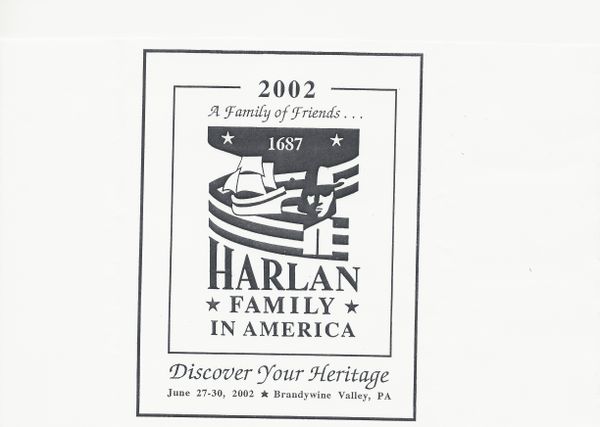 2002
A Family of Friends . . .
1687
HARLAN
★ FAMILY ★
IN AMERICA
Discover Your Heritage
June 27-30, 2002 ★ Brandywine Valley, PA